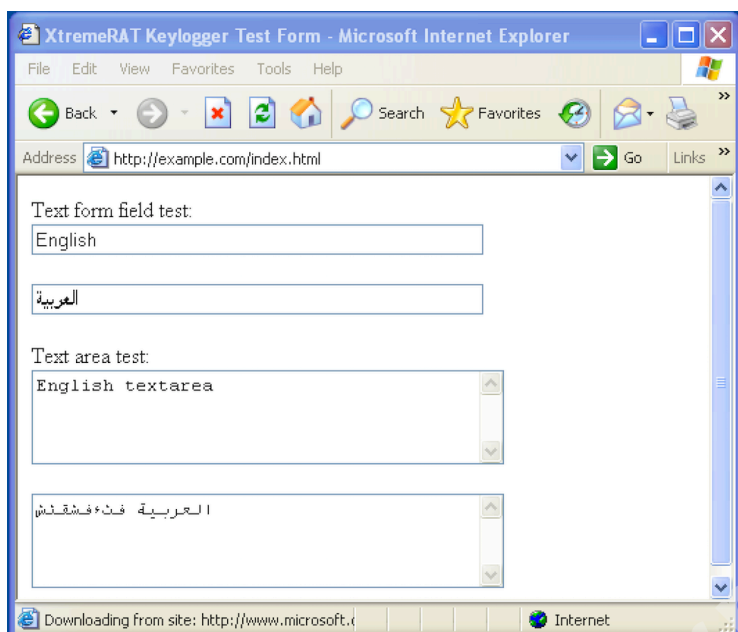 XtremeRAT Keylogger Test Form - Microsoft Internet Explorer
File Edit View Favorites Tools Help
Back Search Favorites »
Address http://example.com/index.html Go Links »
Text form field test:
English
العربية
Text area test:
English textarea
العربية فثءفشقثش
Downloading from site: http://www.microsoft.c Internet